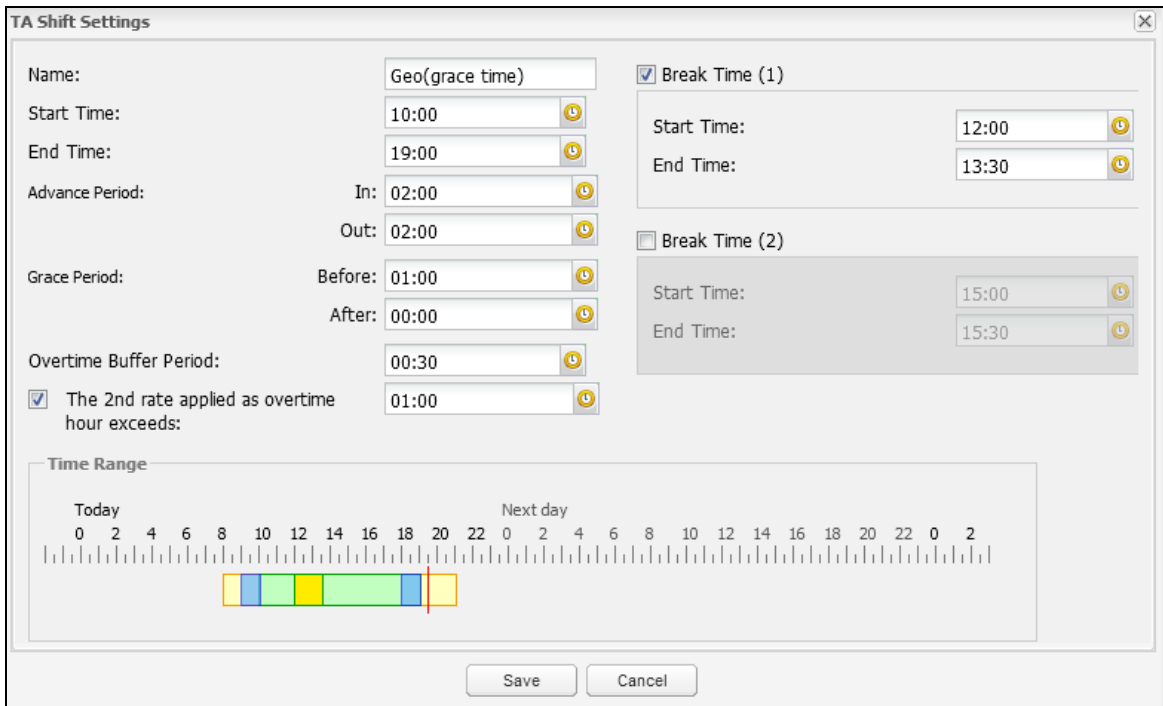 TA Shift Settings
Name: Geo(grace time)
Start Time: 10:00
End Time: 19:00
Advance Period: In: 02:00
Out: 02:00
Grace Period: Before: 01:00
After: 00:00
Overtime Buffer Period: 00:30
The 2nd rate applied as overtime 01:00
hour exceeds:
Break Time (1)
Start Time: 12:00
End Time: 13:30
Break Time (2)
Start Time: 15:00
End Time: 15:30
Time Range
Today Next day
0 2 4 6 8 10 12 14 16 18 20 22 0 2 4 6 8 10 12 14 16 18 20 22 0 2
Save Cancel